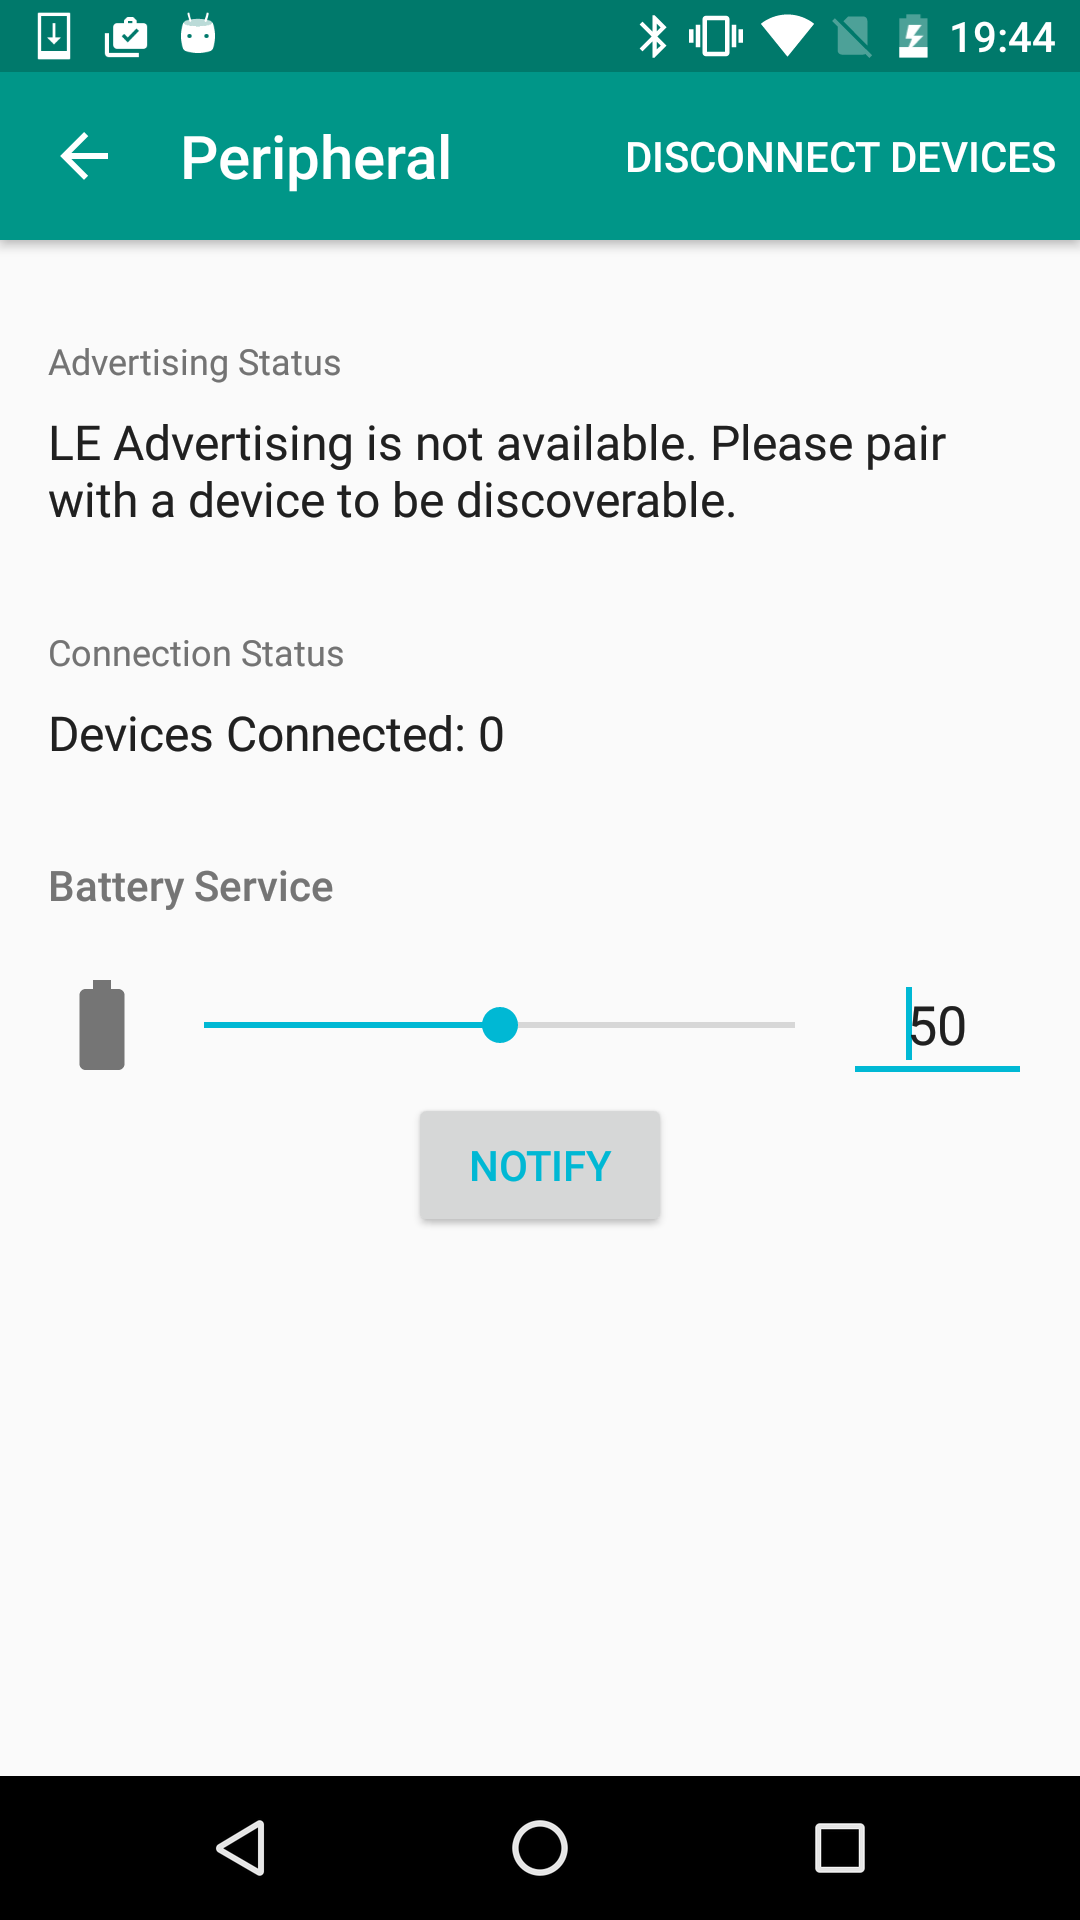 19:44
Peripheral DISCONNECT DEVICES
Advertising Status
LE Advertising is not available. Please pair
with a device to be discoverable.
Connection Status
Devices Connected: 0
Battery Service
50
NOTIFY